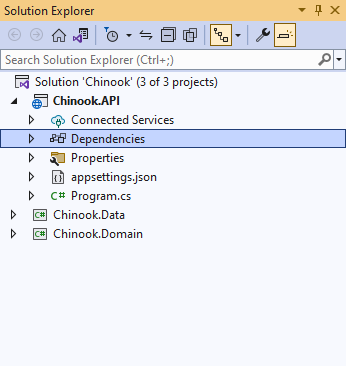 Solution Explorer
Search Solution Explorer (Ctrl+;)
Solution 'Chinook' (3 of 3 projects)
Chinook.API
Connected Services
Dependencies
Properties
appsettings.json
C# Program.cs
C# Chinook.Data
C# Chinook.Domain